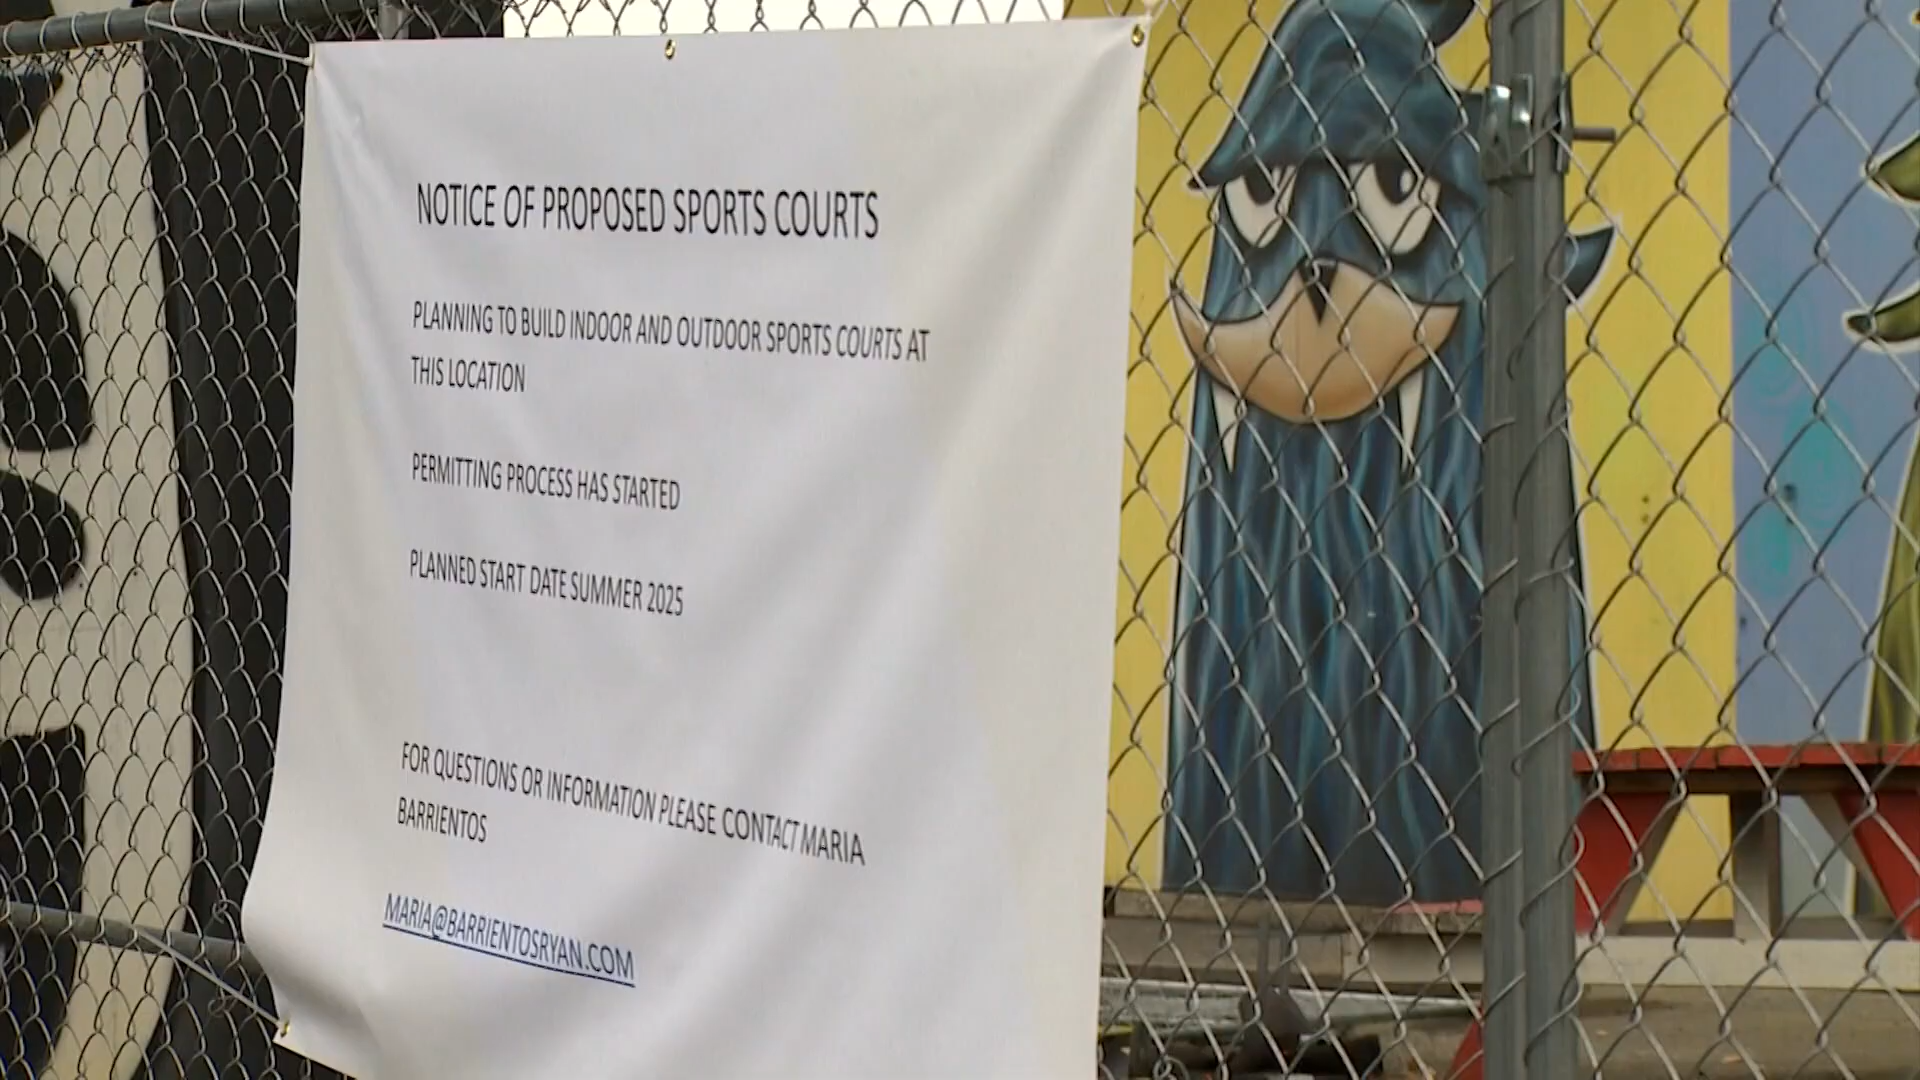 NOTICE OF PROPOSED SPORTS COURTS
PLANNING TO BUILD INDOOR AND OUTDOOR SPORTS COURTS AT
THIS LOCATION
PERMITTING PROCESS HAS STARTED
PLANNED START DATE SUMMER 2025
FOR QUESTIONS OR INFORMATION PLEASE CONTACT MARIA
BARRIENTOS
MARIA@BARRIENTOSRYAN.COM